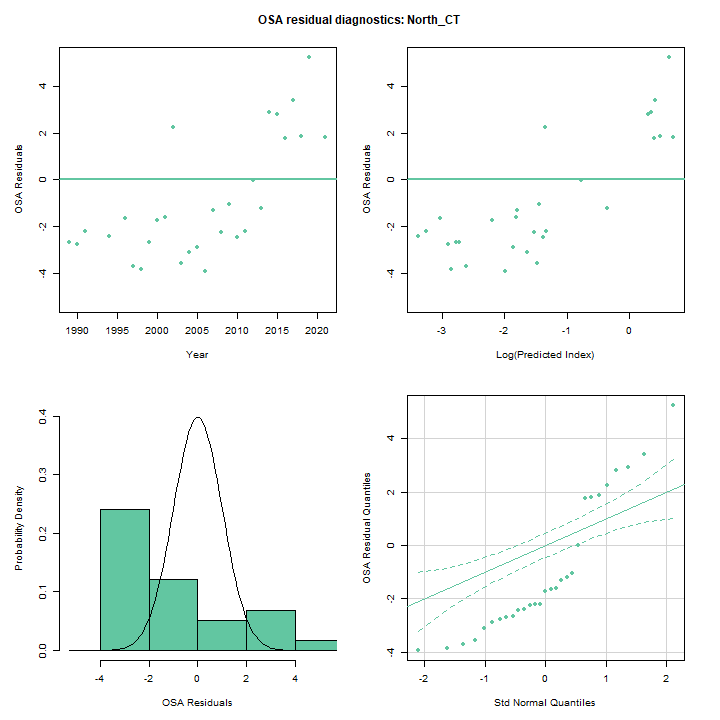 OSA residual diagnostics: North_CT
OSA Residuals
4
2
0
-2
-4
1990 1995 2000 2005 2010 2015 2020
Year
OSA Residuals
4
2
0
-2
-4
-3 -2 -1 0
Log(Predicted Index)
Probability Density
0.4
0.3
0.2
0.1
0.0
-4 -2 0 2 4
OSA Residuals
OSA Residual Quantiles
4
2
0
-2
-4
-2 -1 0 1 2
Std Normal Quantiles